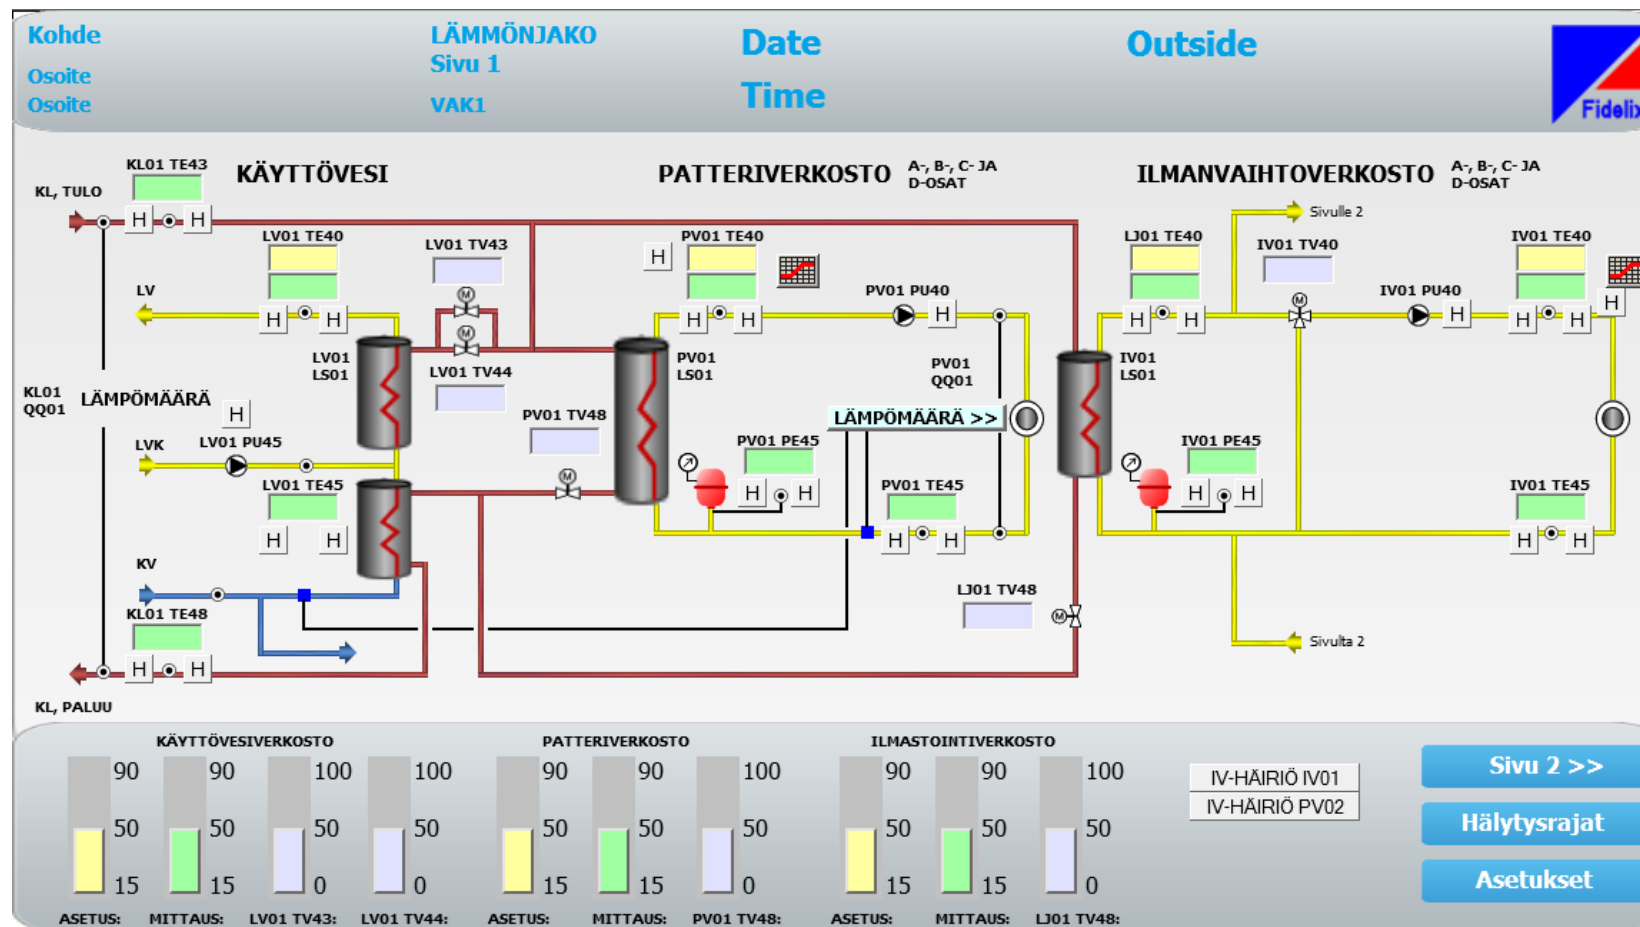 Kohde
LÄMMÖNJAKO
Date
Outside
Sivu 1
Osoite
Osoite
VAK1
Time
Fidelix
KL01 TE43
KÄYTTÖVESI
PATTERIVERKOSTO
A-, B-, C- JA
D-OSAT
ILMANVAIHTOVERKOSTO
A-, B-, C- JA
D-OSAT
KL, TULO
H
H
Sivulle 2
LV01 TE40
LV01 TV43
H
PV01 TE40
LJ01 TE40
IV01 TV40
IV01 TE40
LV
M
PV01 PU40
M
IV01 PU40
H
H
H
H
H
H
H
H
H
H
H
H
M
LV01
LS01
PV01
LS01
PV01
QQ01
IV01
LS01
LV01 TV44
KL01
QQ01
LÄMPÖMÄÄRÄ
H
PV01 TV48
LÄMPÖMÄÄRÄ >>
LVK
LV01 PU45
PV01 PE45
IV01 PE45
M
LV01 TE45
H
H
PV01 TE45
H
H
IV01 TE45
H
H
H
H
H
H
KV
KL01 TE48
LJ01 TV48
M
Sivulta 2
H
H
KL, PALUU
KÄYTTÖVESIVERKOSTO
PATTERIVERKOSTO
ILMASTOINTIVERKOSTO
90
90
100
100
90
90
100
90
90
100
IV-HÄIRIÖ IV01
Sivu 2 >>
IV-HÄIRIÖ PV02
50
50
50
50
50
50
50
50
50
50
Hälytysrajat
15
15
0
0
15
15
0
15
15
0
Asetukset
ASETUS:
MITTAUS:
LV01 TV43:
LV01 TV44:
ASETUS:
MITTAUS:
PV01 TV48:
ASETUS:
MITTAUS:
LJ01 TV48: